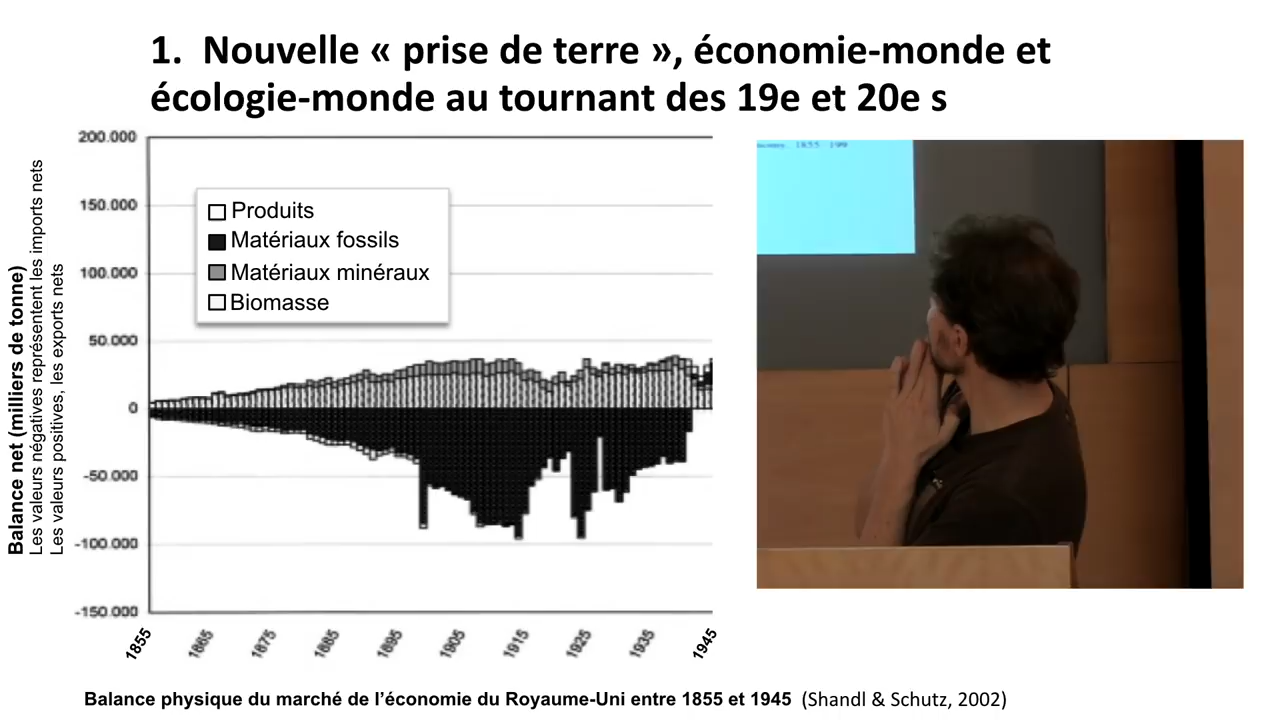 1. Nouvelle « prise de terre », économie-monde et
écologie-monde au tournant des 19e et 20e s
200.000
150.000
100.000
50.000
0
-50.000
-100.000
-150.000
Balance net (milliers de tonne)
Les valeurs négatives représentent les imports nets
Les valeurs positives, les exports nets
Produits
Matériaux fossils
Matériaux minéraux
Biomasse
1855
1865
1875
1885
1895
1905
1915
1925
1935
1945
Balance physique du marché de l'économie du Royaume-Uni entre 1855 et 1945 (Shandl & Schutz, 2002)
1855